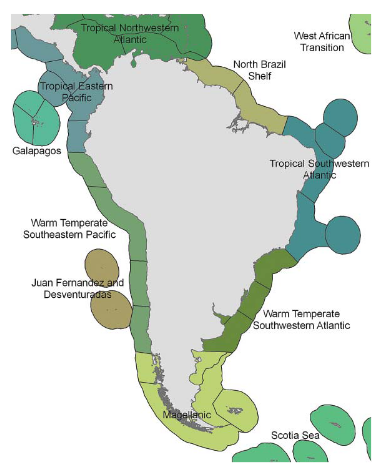 Tropical Northwestern
Atlantic
West African
Transition
North Brazil
Shelf
Tropical Eastern
Pacific
Galapagos
Tropical Southwestern
Atlantic
Warm Temperate
Southeastern Pacific
Juan Fernandez and
Desventuradas
Warm Temperate
Southwestern Atlantic
Magellanic
Scotia Sea